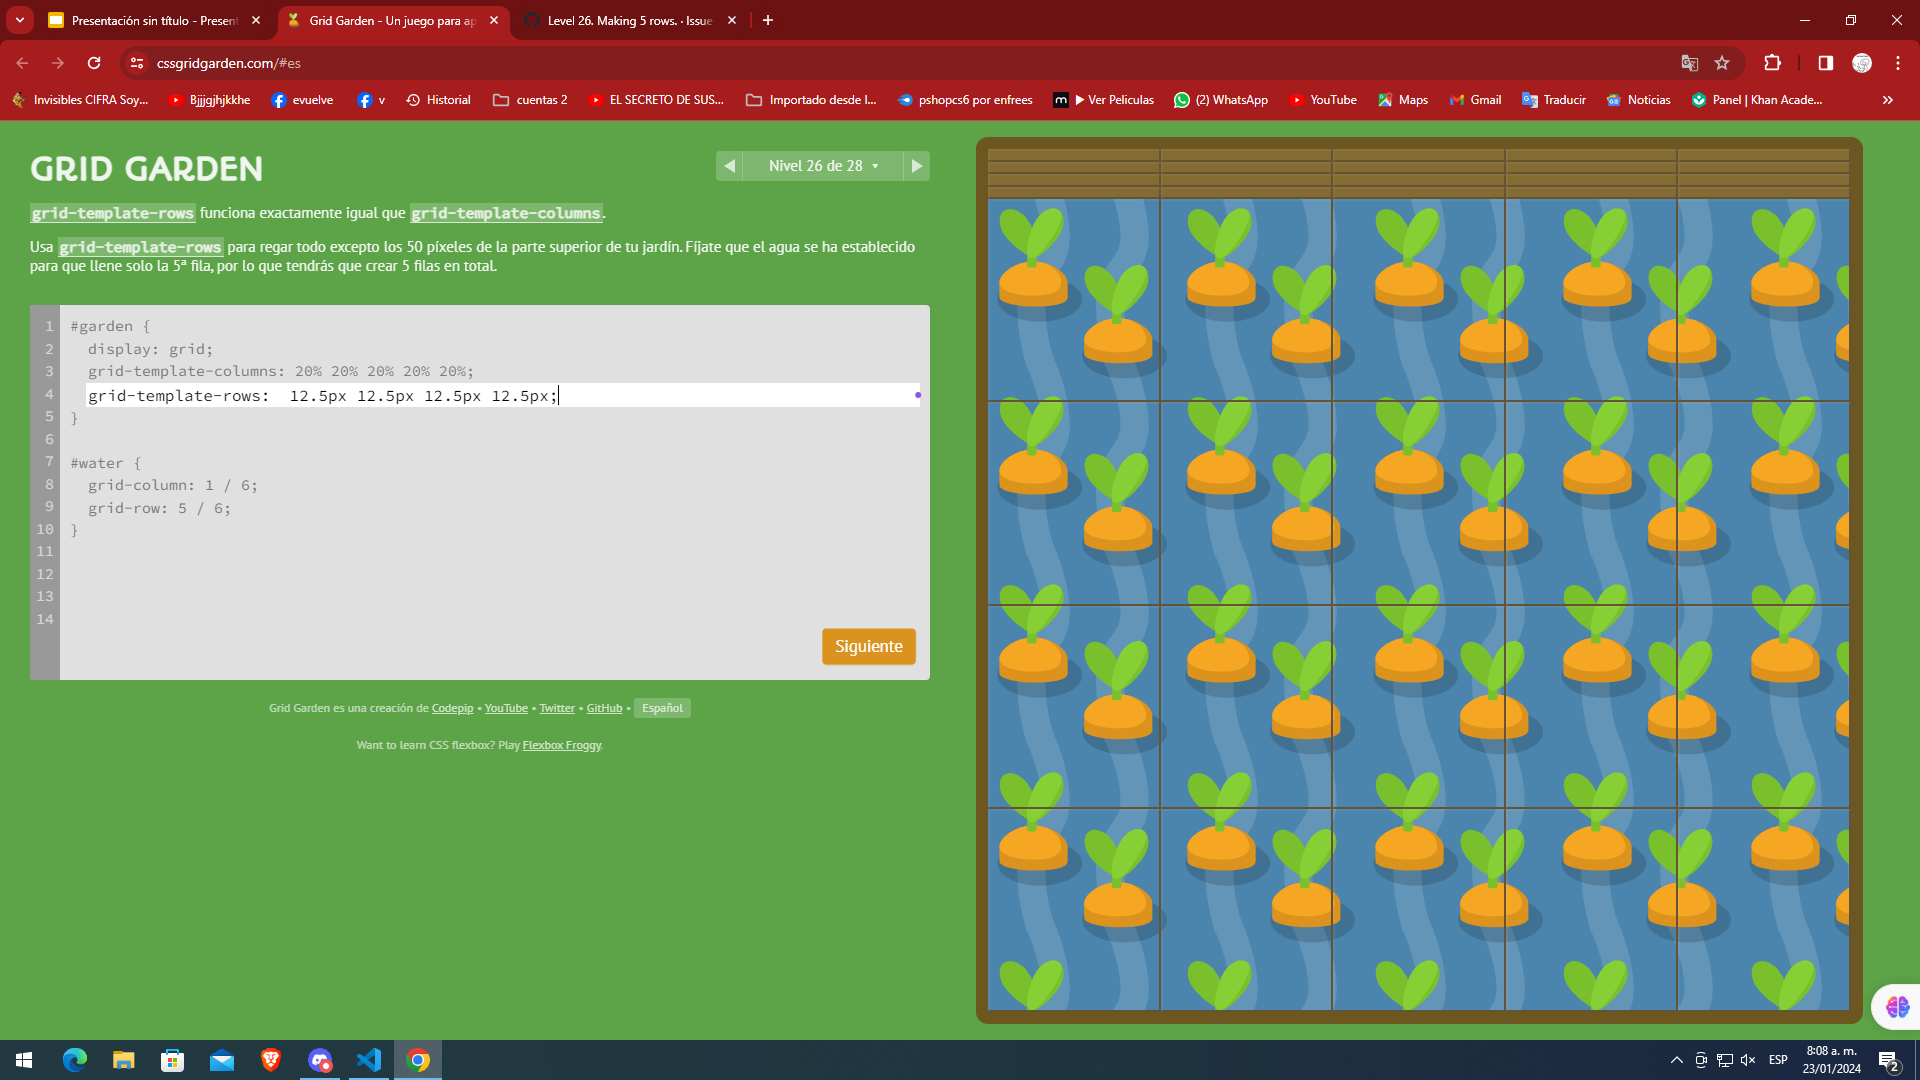 Presentación sin título - Present
Grid Garden - Un juego para ap
Level 26. Making 5 rows. · Issue
cssgridgarden.com/#es
Invisibles CIFRA Soy...
Bjjjgjhjkkhe
evuelve
v
Historial
cuentas 2
EL SECRETO DE SUS...
Importado desde l...
pshopcs6 por enfrees
m
▶ Ver Peliculas
(2) WhatsApp
YouTube
Maps
Gmail
Traducir
Noticias
Panel | Khan Acade...
»
GRID GARDEN
Nivel 26 de 28
grid-template-rows funciona exactamente igual que grid-template-columns.
Usa grid-template-rows para regar todo excepto los 50 píxeles de la parte superior de tu jardín. Fíjate que el agua se ha establecido
para que llene solo la 5ª fila, por lo que tendrás que crear 5 filas en total.
1 #garden {
2 display: grid;
3 grid-template-columns: 20% 20% 20% 20% 20%;
4 grid-template-rows:  12.5px 12.5px 12.5px 12.5px;
5 }
6
7 #water {
8 grid-column: 1 / 6;
9 grid-row: 5 / 6;
10 }
11
12
13
14
Siguiente
Grid Garden es una creación de Codepip • YouTube • Twitter • GitHub • Español
Want to learn CSS flexbox? Play Flexbox Froggy.
ESP
8:08 a. m.
23/01/2024
2